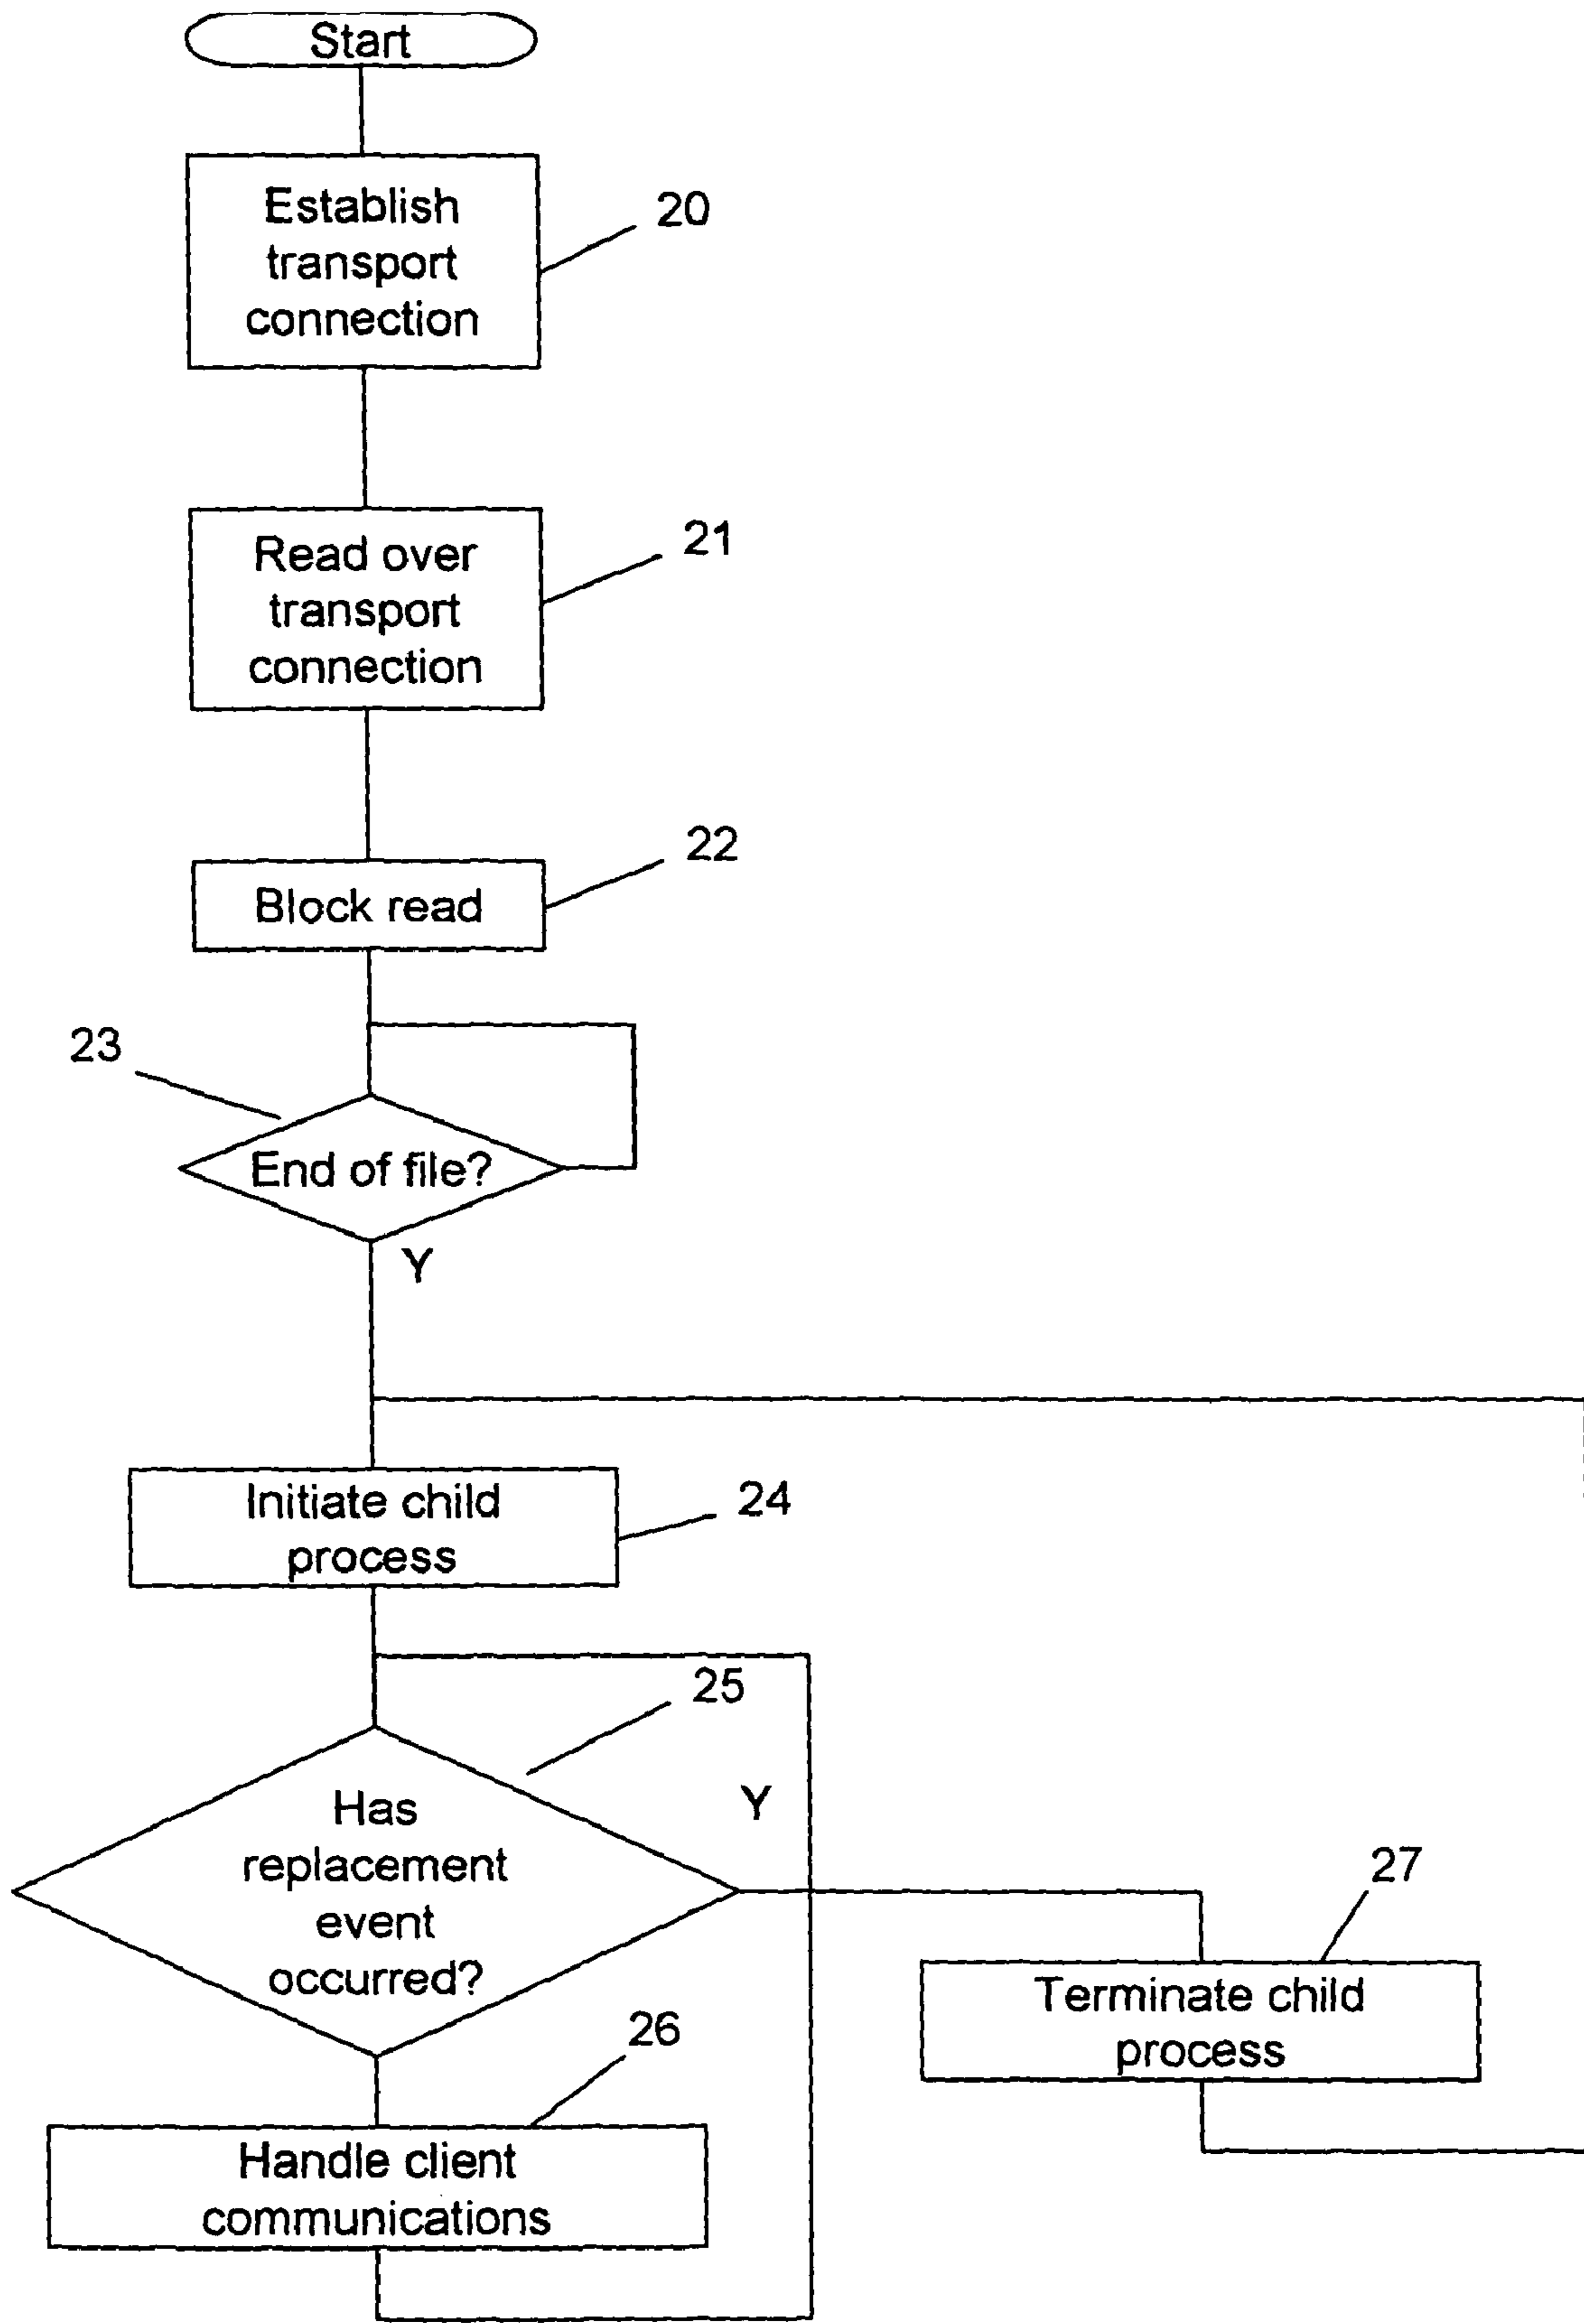 Start
Establish
transport
connection
20
Read over
transport
connection
21
Block read
22
23
End of file?
Y
Initiate child
process
24
25
Has
replacement
event
occurred?
Y
26
Handle client
communications
27
Terminate child
process